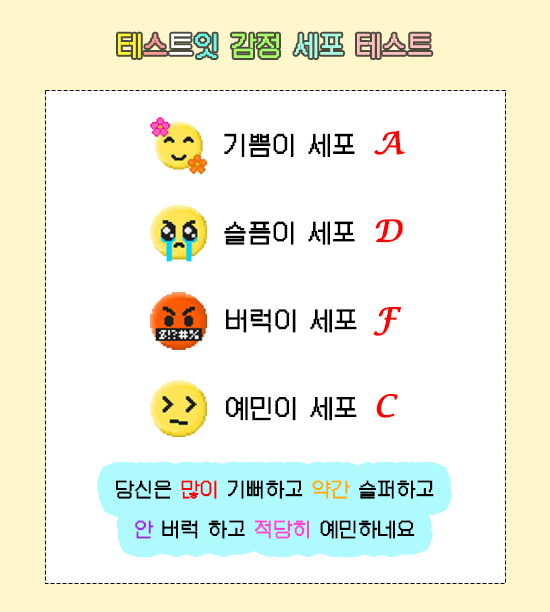 테스트잇 감정 세포 테스트
기쁨이 세포 A
슬픔이 세포 D
버럭이 세포 F
$!?#%
예민이 세포 C
당신은 많이 기뻐하고 약간 슬퍼하고
안 버럭 하고 적당히 예민하네요